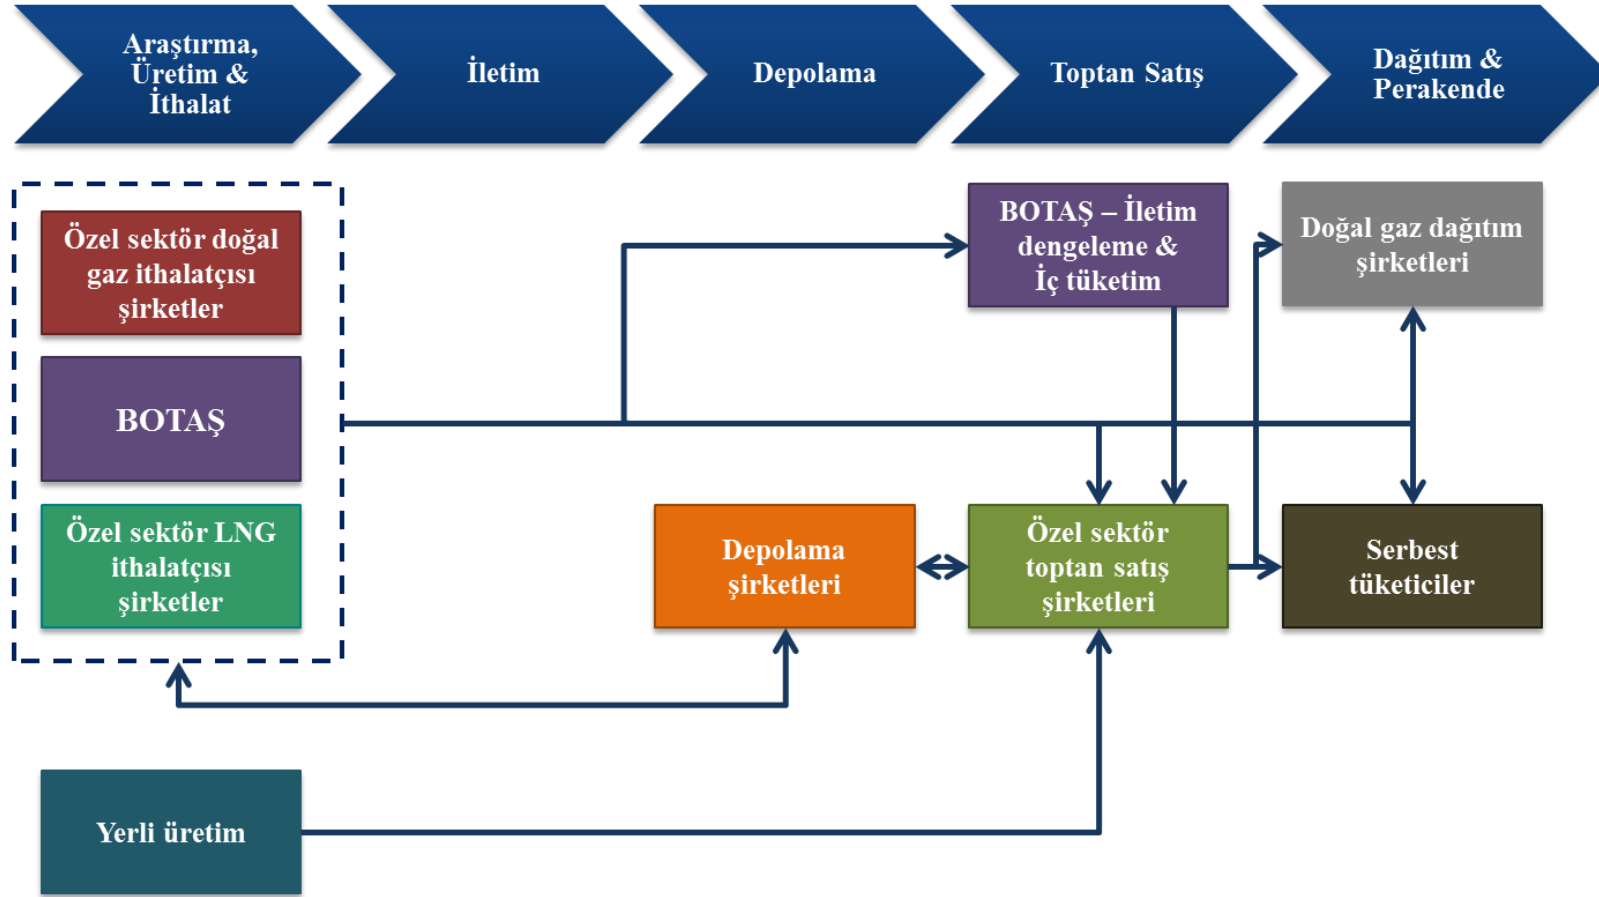 Araştırma,
Üretim &
İthalat
İletim
Depolama
Toptan Satış
Dağıtım &
Perakende
Özel sektör doğal
gaz ithalatçısı
şirketler
BOTAŞ
Özel sektör LNG
ithalatçısı
şirketler
Yerli üretim
Depolama
şirketleri
BOTAŞ – İletim
dengeleme &
İç tüketim
Özel sektör
toptan satış
şirketleri
Doğal gaz dağıtım
şirketleri
Serbest
tüketiciler